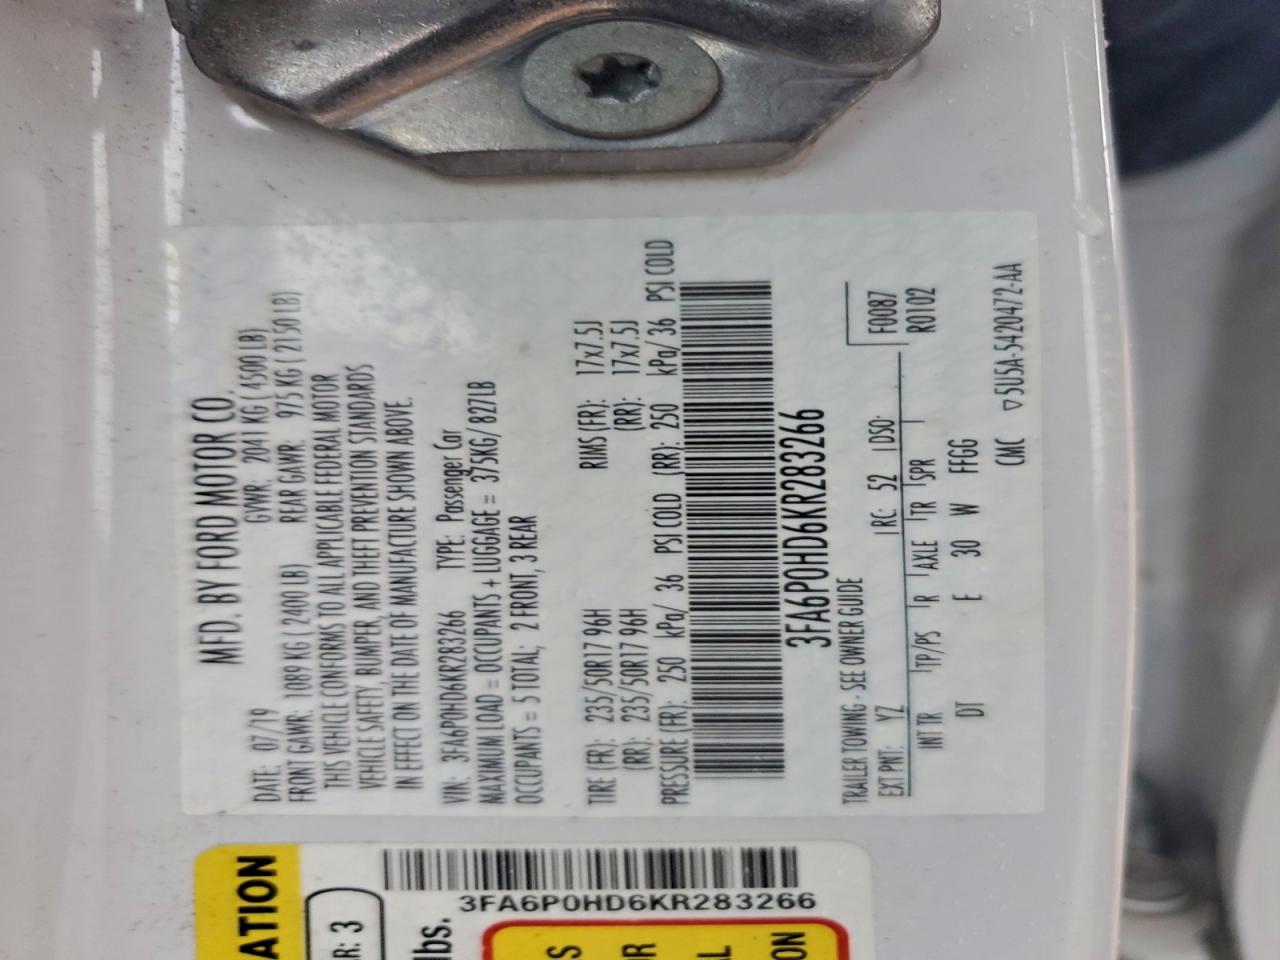 MFD. BY FORD MOTOR CO.
DATE: 07/19 GVWR: 2041 KG ( 4500 LB)
FRONT GAWR: 1089 KG ( 2400 LB) REAR GAWR: 975 KG ( 2150 LB)
THIS VEHICLE CONFORMS TO ALL APPLICABLE FEDERAL MOTOR
VEHICLE SAFETY, BUMPER, AND THEFT PREVENTION STANDARDS
IN EFFECT ON THE DATE OF MANUFACTURE SHOWN ABOVE.
VIN: 3FA6P0HD6KR283266 TYPE: Passenger Car
MAXIMUM LOAD = OCCUPANTS + LUGGAGE = 375KG/ 827LB
OCCUPANTS = 5 TOTAL; 2 FRONT, 3 REAR
TIRE (FR): 235/50R17 96H RIMS (FR): 17x7.5J
(RR): 235/50R17 96H (RR): 17x7.5J
PRESSURE (FR): 250 kPa/ 36 PSI COLD (RR): 250 kPa/ 36 PSI COLD
3FA6P0HD6KR283266
TRAILER TOWING - SEE OWNER GUIDE
F0087
R0102
EXT PNT: YZ RC: 52 DSO:
INT TR TP/PS R AXLE TR SPR
DT E 30 W FFGG
CMC ▽5U5A-5420472-AA
ATION
R: 3
lbs.
3FA6P0HD6KR283266
S
R
L
ON